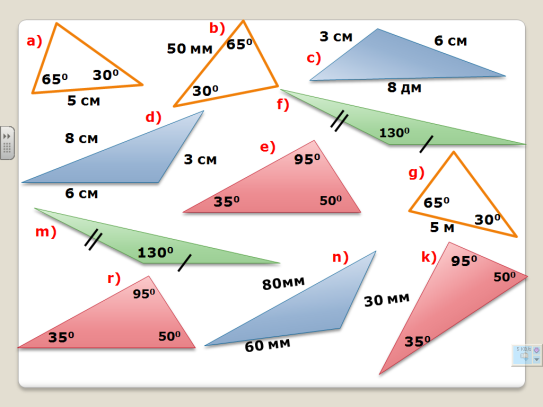 a)
65⁰
30⁰
5 см
b)
50 мм
65⁰
30⁰
3 см
6 см
c)
8 дм
d)
8 см
3 см
6 см
e)
95⁰
35⁰
50⁰
f)
130⁰
g)
65⁰
30⁰
5 м
m)
130⁰
n)
80мм
30 мм
60 мм
k)
95⁰
50⁰
35⁰
r)
95⁰
35⁰
50⁰